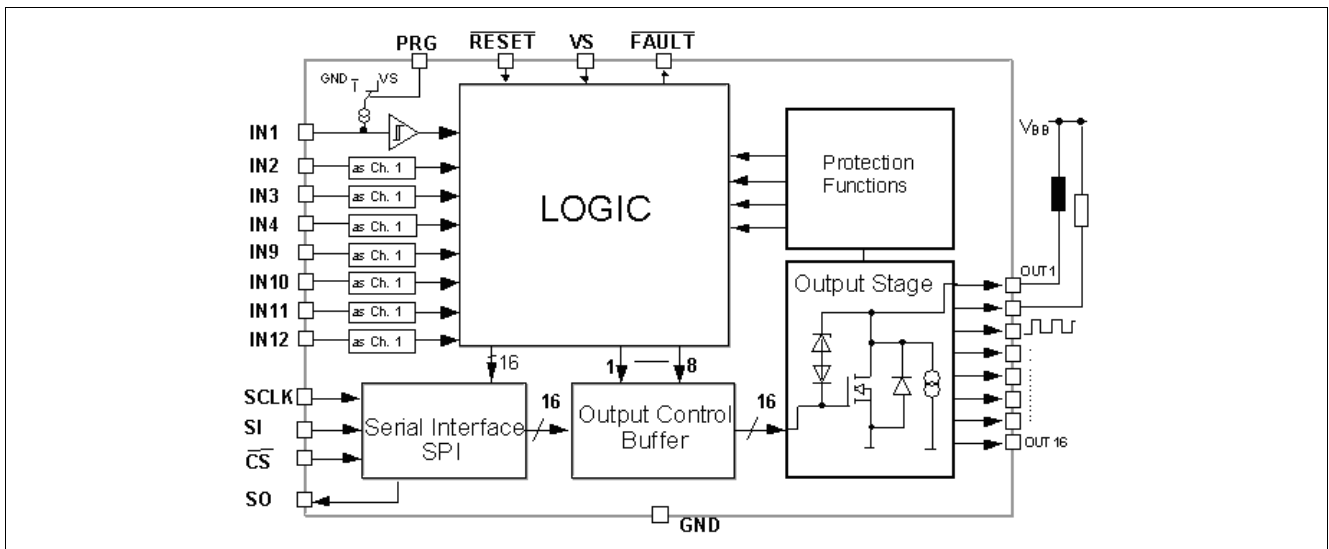 PRG
RESET
VS
FAULT
GND
VS
IN1
IN2 as Ch. 1
IN3 as Ch. 1
IN4 as Ch. 1
IN9 as Ch. 1
IN10 as Ch. 1
IN11 as Ch. 1
IN12 as Ch. 1
LOGIC
Protection
Functions
VBB
OUT1
Output Stage
16
1
8
SCLK
SI
CS
SO
Serial Interface
SPI
16
Output Control
Buffer
16
OUT 16
GND